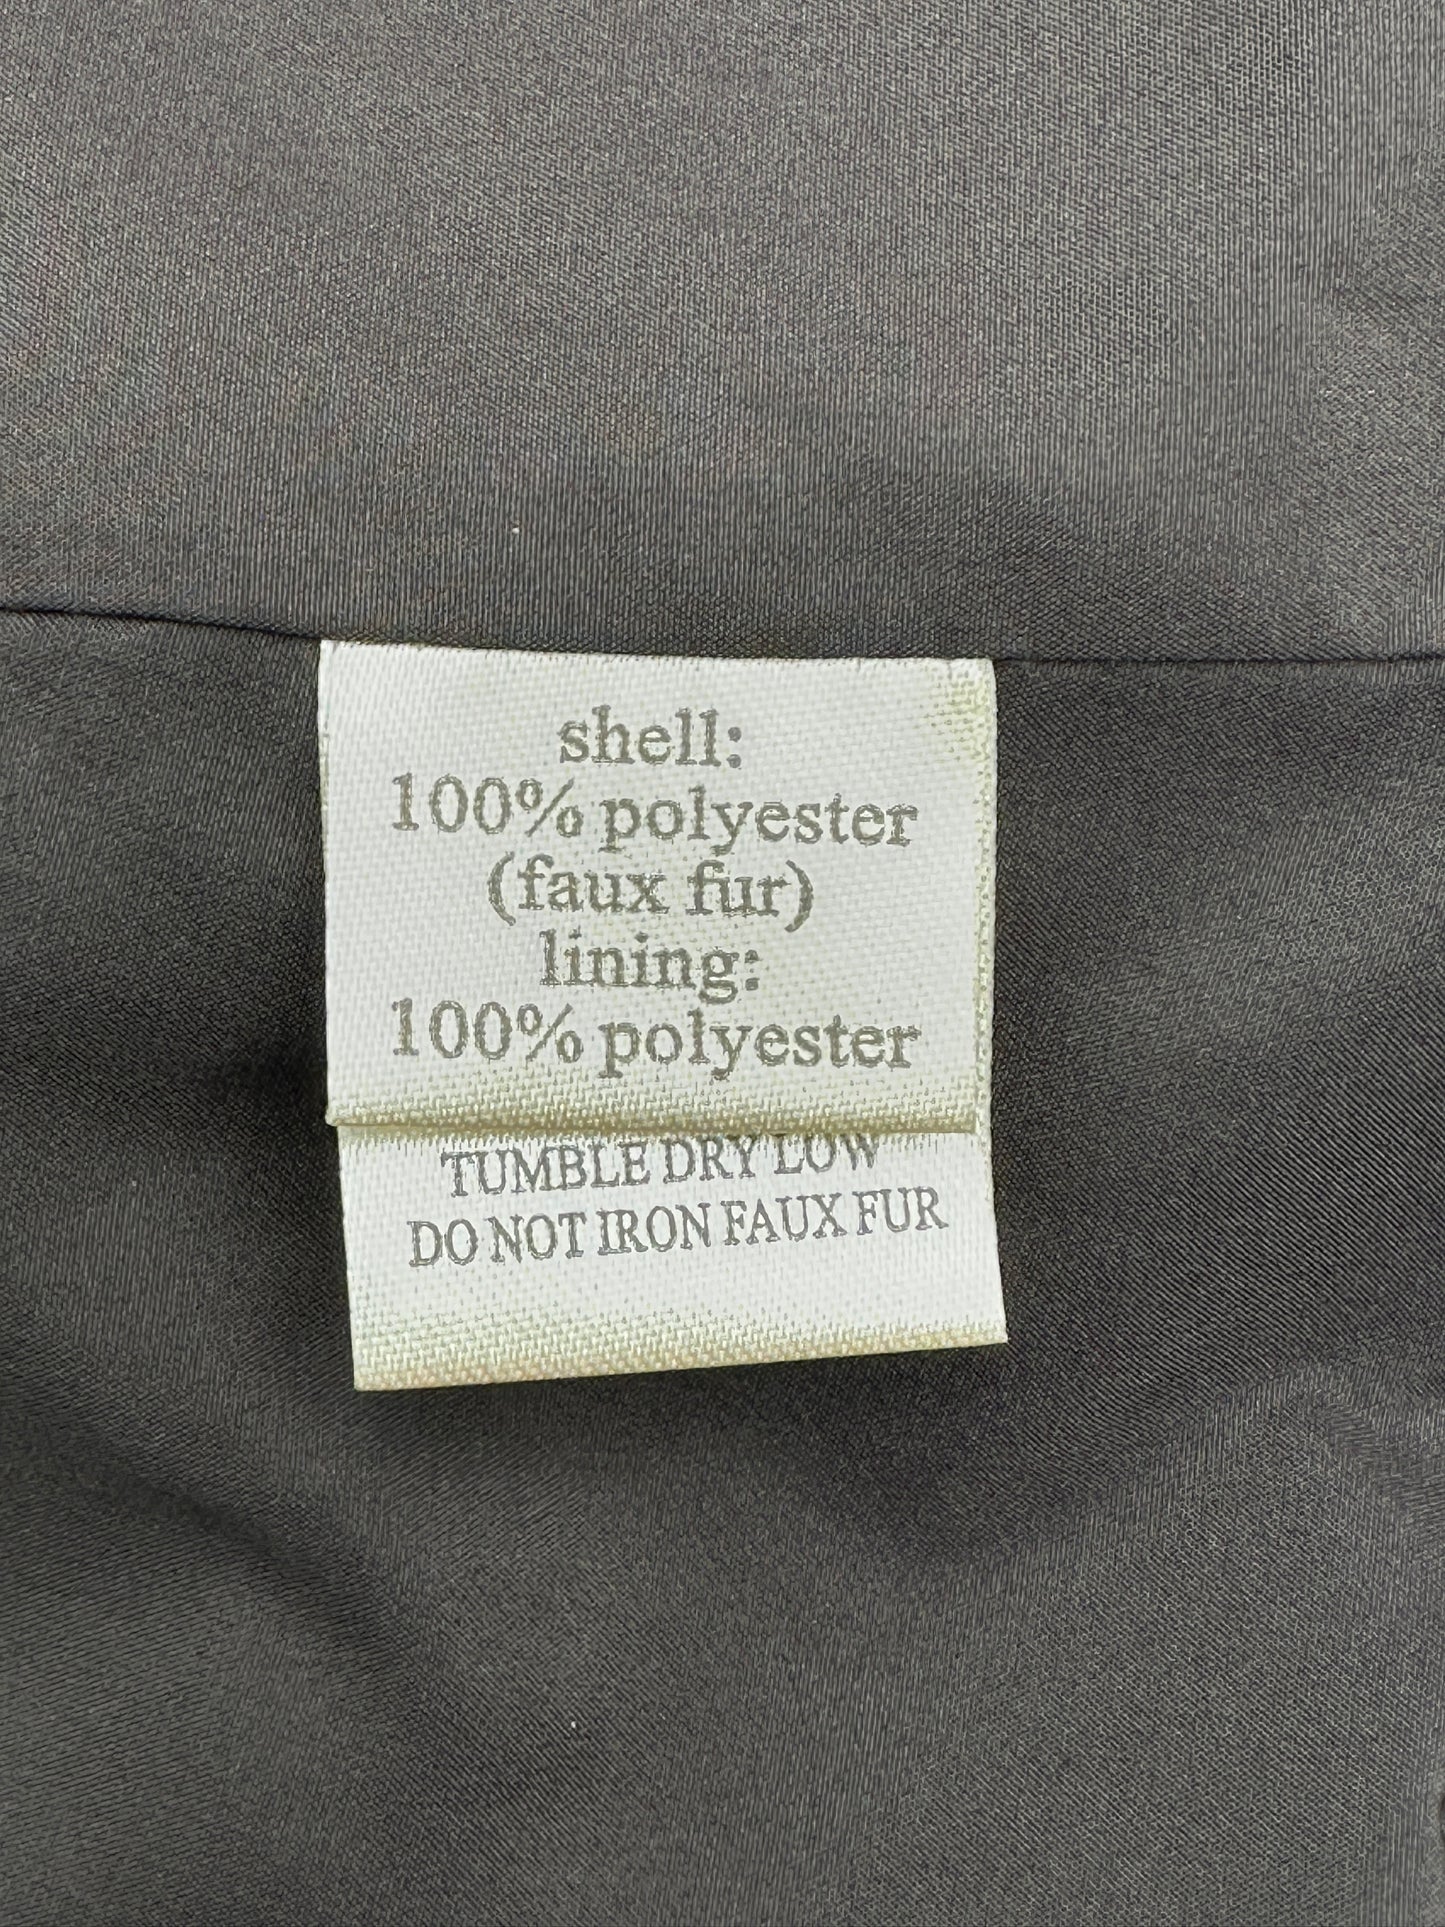 shell:
100% polyester
(faux fur)
lining:
100% polyester
TUMBLE DRY LOW
DO NOT IRON FAUX FUR